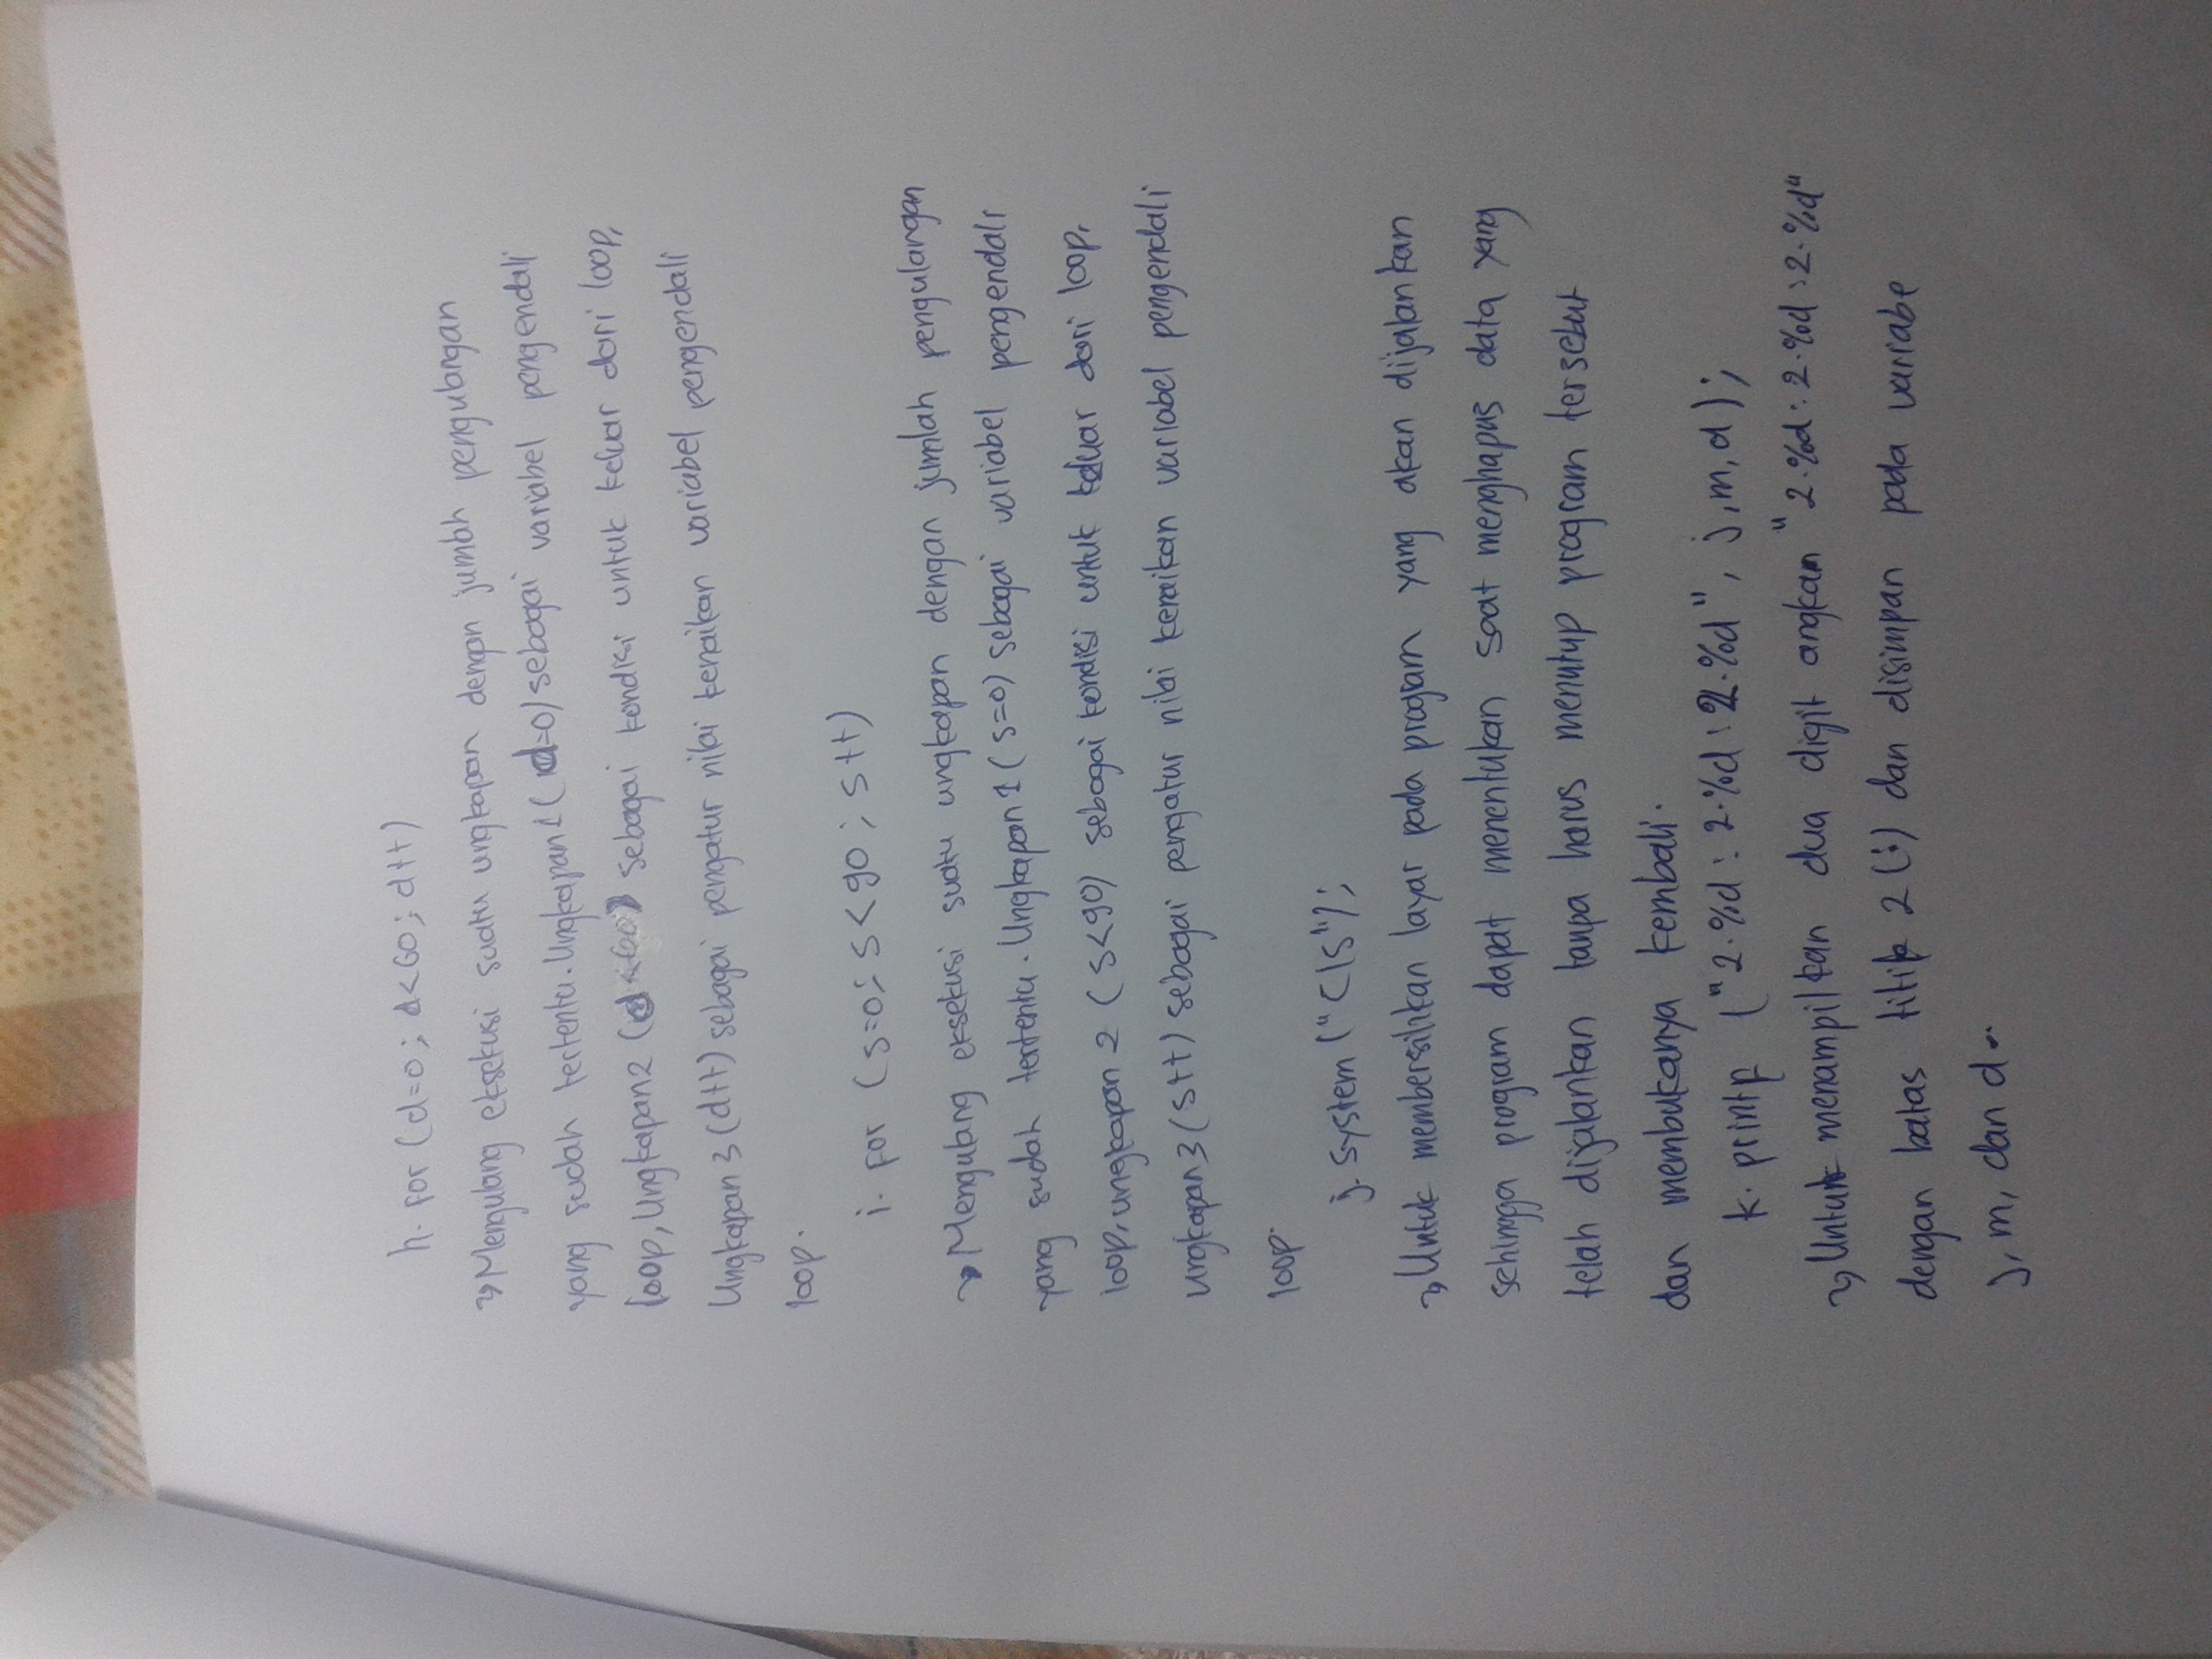 h. for (d=0; d<60; d++)
→Mengulang eksekusi suatu ungkapan dengan jumlah pengulangan
yang sudah tertentu. Ungkapan 1 (d=0) sebagai variabel pengendali
loop, Ungkapan 2 (d<60) sebagai kondisi untuk keluar dari loop,
Ungkapan 3 (d++) sebagai pengatur nilai kenaikan variabel pengendali
loop.
i. for (s=0; s<90; s++)
→Mengulang eksekusi suatu ungkapan dengan jumlah pengulangan
yang sudah tertentu. Ungkapan 1 (s=0) sebagai variabel pengendali
loop, ungkapan 2 (s<90) sebagai kondisi untuk keluar dari loop,
ungkapan 3 (s++) sebagai pengatur nilai kenaikan variabel pengendali
loop.
j. system ("cls");
→Untuk membersihkan layar pada program yang akan dijalankan
sehingga program dapat menentukan saat menghapus data yang
telah dijalankan tanpa harus menutup program tersebut
dan membukanya kembali.
k. printf ("2.%d : 2.%d : 2.%d", j,m,d);
→Untuk menampilkan dua digit angkan "2.%d : 2.%d : 2.%d"
dengan batas titik 2 (:) dan disimpan pada variabe
j, m, dan d..